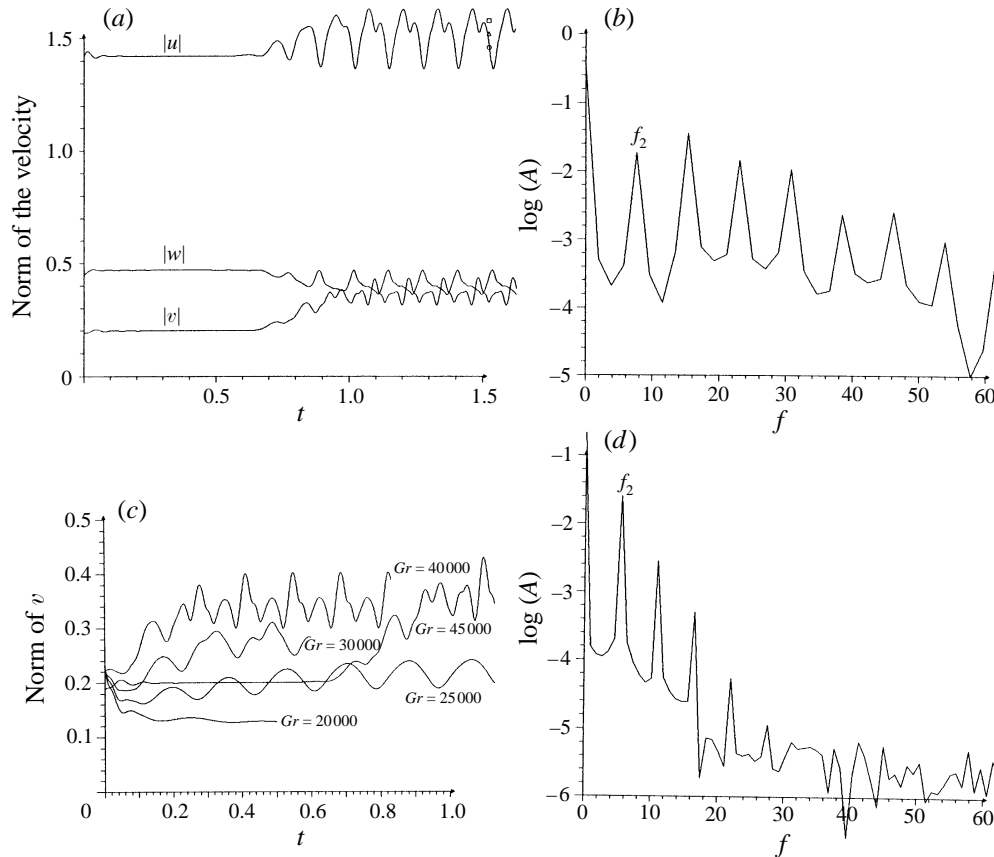 (a)
Norm of the velocity
1.5
1.0
0.5
0
|u|
|w|
|v|
0.5
1.0
1.5
t
(b)
log (A)
0
−1
−2
−3
−4
−5
f2
0
10
20
30
40
50
60
f
(c)
Norm of v
0.5
0.4
0.3
0.2
0.1
Gr = 40000
Gr = 45000
Gr = 30000
Gr = 25000
Gr = 20000
0
0.2
0.4
0.6
0.8
1.0
t
(d)
log (A)
−1
−2
−3
−4
−5
−6
f2
0
10
20
30
40
50
60
f